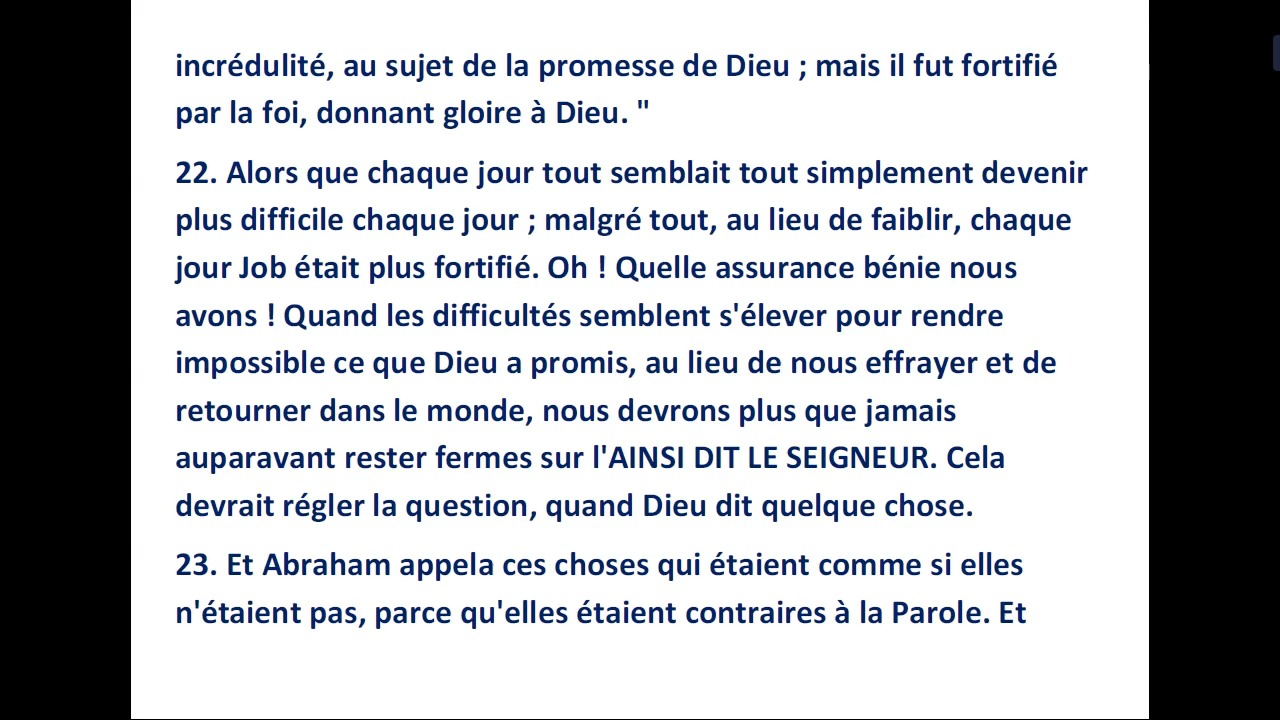 incrédulité, au sujet de la promesse de Dieu ; mais il fut fortifié
par la foi, donnant gloire à Dieu. "
22. Alors que chaque jour tout semblait tout simplement devenir
plus difficile chaque jour ; malgré tout, au lieu de faiblir, chaque
jour Job était plus fortifié. Oh ! Quelle assurance bénie nous
avons ! Quand les difficultés semblent s'élever pour rendre
impossible ce que Dieu a promis, au lieu de nous effrayer et de
retourner dans le monde, nous devrons plus que jamais
auparavant rester fermes sur l'AINSI DIT LE SEIGNEUR. Cela
devrait régler la question, quand Dieu dit quelque chose.
23. Et Abraham appela ces choses qui étaient comme si elles
n'étaient pas, parce qu'elles étaient contraires à la Parole. Et